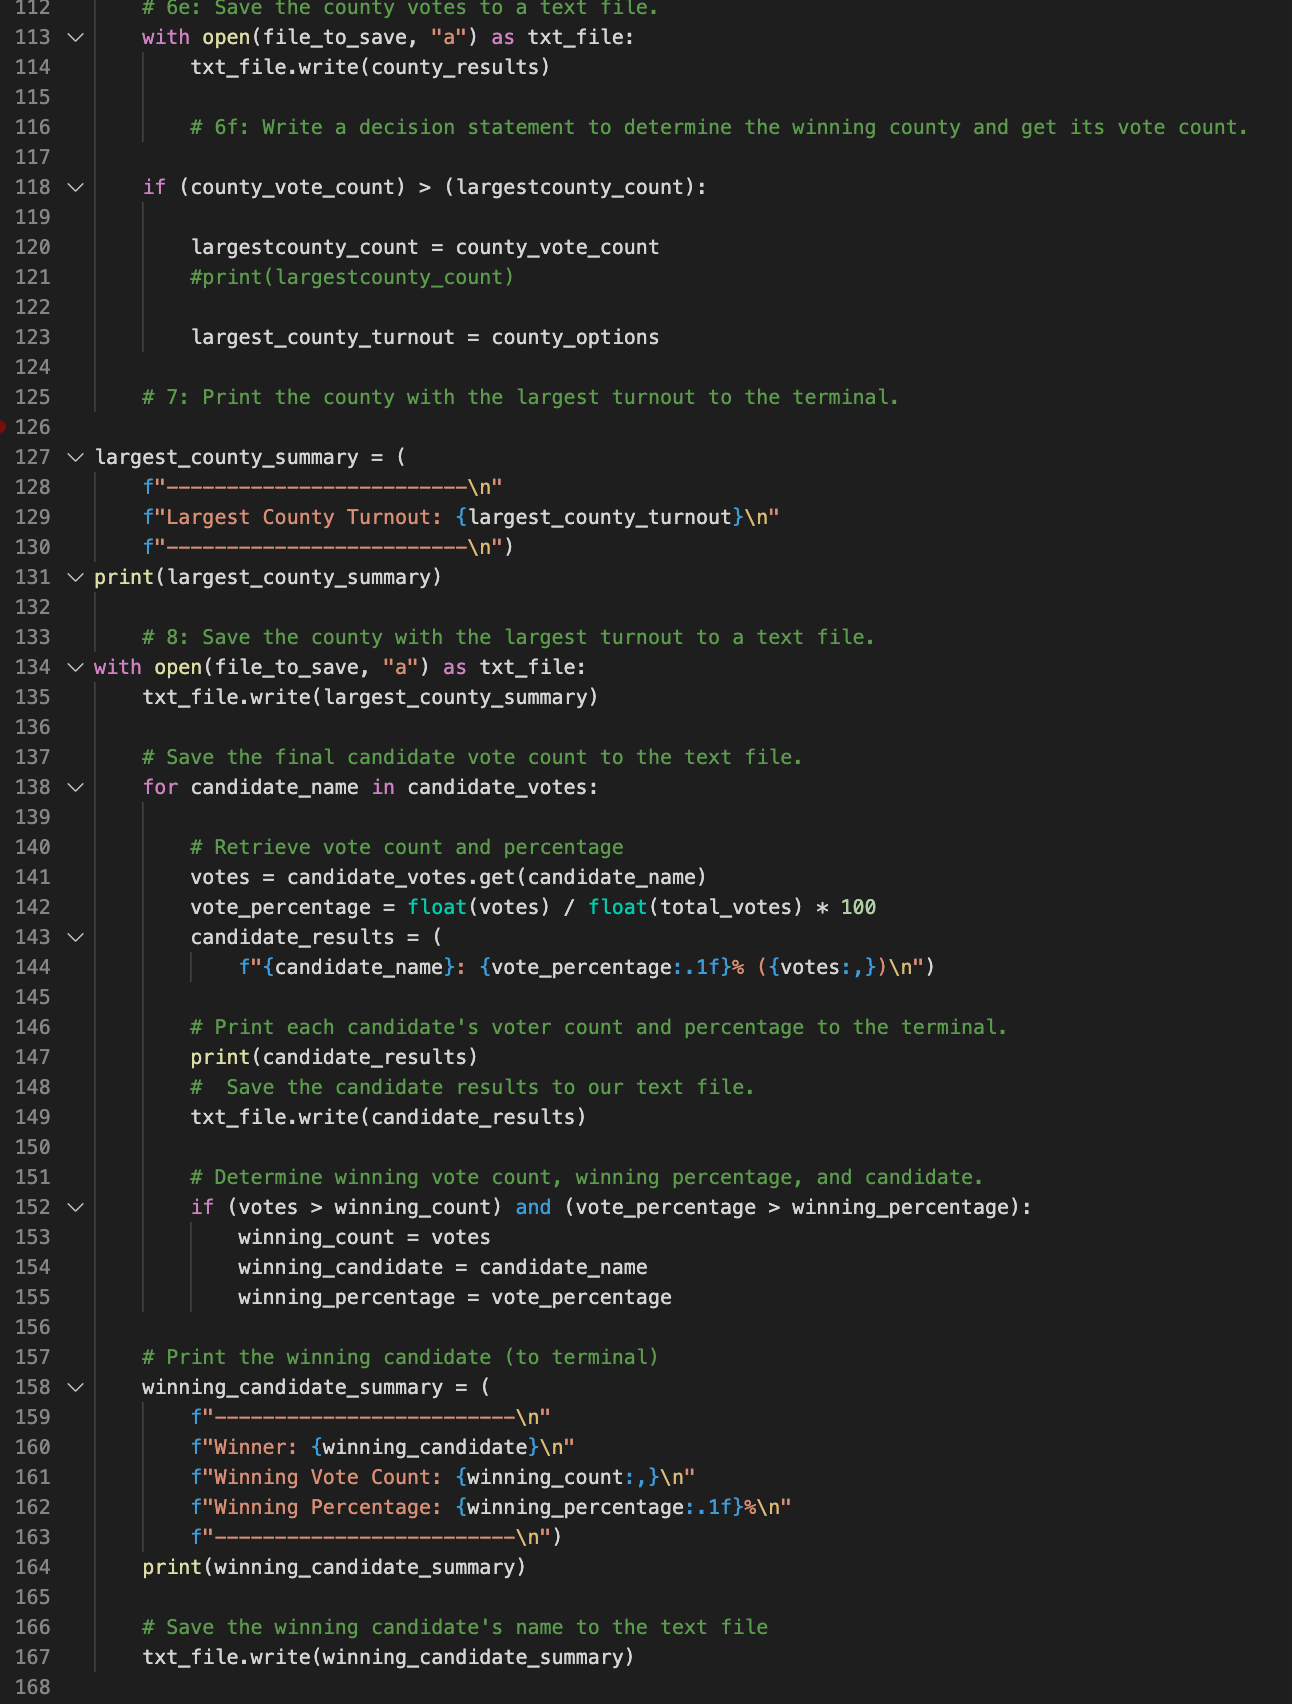 112 # 6e: Save the county votes to a text file.
113 with open(file_to_save, "a") as txt_file:
114 txt_file.write(county_results)
115
116 # 6f: Write a decision statement to determine the winning county and get its vote count.
117
118 if (county_vote_count) > (largestcounty_count):
119
120 largestcounty_count = county_vote_count
121 #print(largestcounty_count)
122
123 largest_county_turnout = county_options
124
125 # 7: Print the county with the largest turnout to the terminal.
126
127 largest_county_summary = (
128 f"-------------------------\n"
129 f"Largest County Turnout: {largest_county_turnout}\n"
130 f"-------------------------\n")
131 print(largest_county_summary)
132
133 # 8: Save the county with the largest turnout to a text file.
134 with open(file_to_save, "a") as txt_file:
135 txt_file.write(largest_county_summary)
136
137 # Save the final candidate vote count to the text file.
138 for candidate_name in candidate_votes:
139
140 # Retrieve vote count and percentage
141 votes = candidate_votes.get(candidate_name)
142 vote_percentage = float(votes) / float(total_votes) * 100
143 candidate_results = (
144 f"{candidate_name}: {vote_percentage:.1f}% ({votes:,})\n")
145
146 # Print each candidate's voter count and percentage to the terminal.
147 print(candidate_results)
148 #  Save the candidate results to our text file.
149 txt_file.write(candidate_results)
150
151 # Determine winning vote count, winning percentage, and candidate.
152 if (votes > winning_count) and (vote_percentage > winning_percentage):
153 winning_count = votes
154 winning_candidate = candidate_name
155 winning_percentage = vote_percentage
156
157 # Print the winning candidate (to terminal)
158 winning_candidate_summary = (
159 f"-------------------------\n"
160 f"Winner: {winning_candidate}\n"
161 f"Winning Vote Count: {winning_count:,}\n"
162 f"Winning Percentage: {winning_percentage:.1f}%\n"
163 f"-------------------------\n")
164 print(winning_candidate_summary)
165
166 # Save the winning candidate's name to the text file
167 txt_file.write(winning_candidate_summary)
168